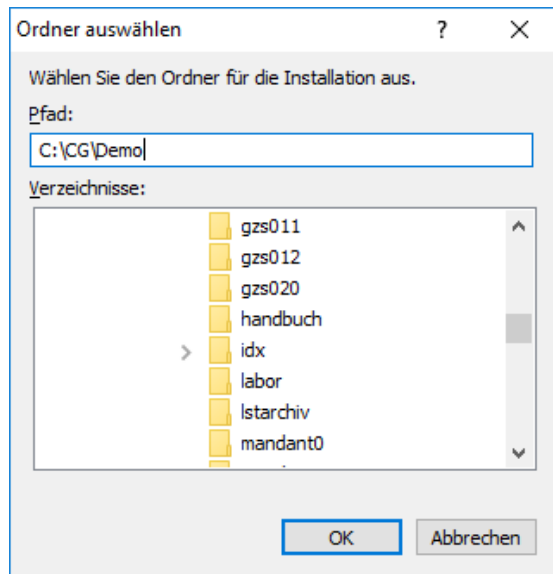 Ordner auswählen ?
Wählen Sie den Ordner für die Installation aus.
Pfad:
C:\CG\Demo
Verzeichnisse:
gzs011
gzs012
gzs020
handbuch
idx
labor
lstarchiv
mandant0
OK Abbrechen